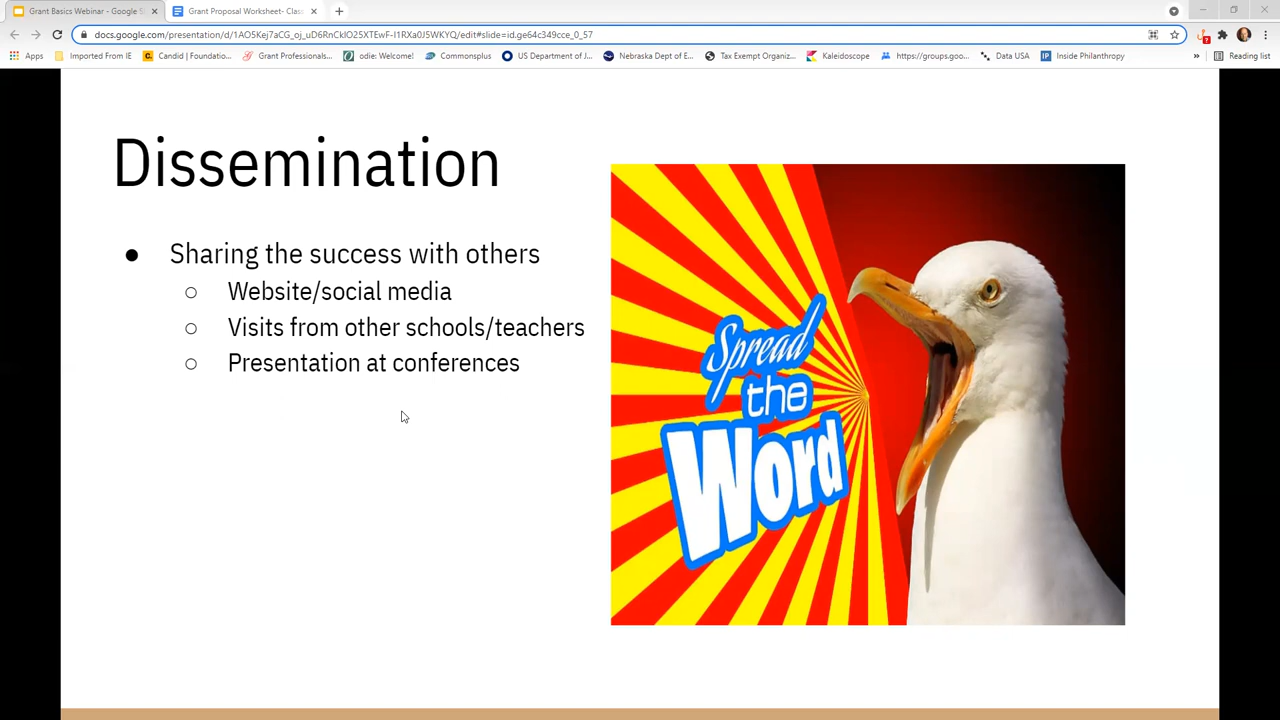 Grant Basics Webinar - Google S
Grant Proposal Worksheet- Clas
docs.google.com/presentation/d/1AO5Kej7aCG_oj_uD6RnCkIO25XTEwF-I1RXa0J5WKYQ/edit#slide=id.ge64c349cce_0_57
Apps Imported From IE Candid | Foundatio... Grant Professionals... odie: Welcome! Commonsplus US Department of J... Nebraska Dept of E... Tax Exempt Organiz... Kaleidoscope https://groups.goo... Data USA Inside Philanthropy » Reading list
Dissemination
● Sharing the success with others
○ Website/social media
○ Visits from other schools/teachers
○ Presentation at conferences
Spread
the
Word